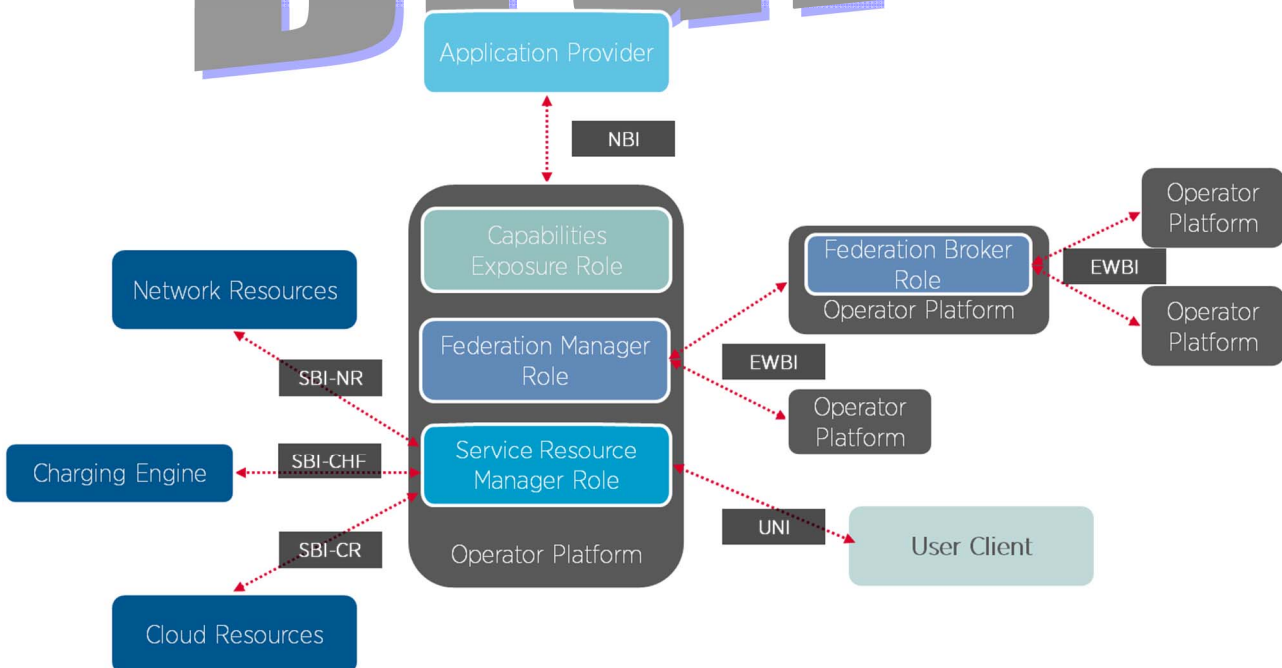 Application Provider
NBI
Capabilities
Exposure Role
Operator
Platform
Federation Broker
Role
Operator Platform
EWBI
Network Resources
Operator
Platform
Federation Manager
Role
SBI-NR
EWBI
Operator
Platform
Service Resource
Manager Role
Charging Engine
SBI-CHF
UNI
User Client
SBI-CR
Operator Platform
Cloud Resources